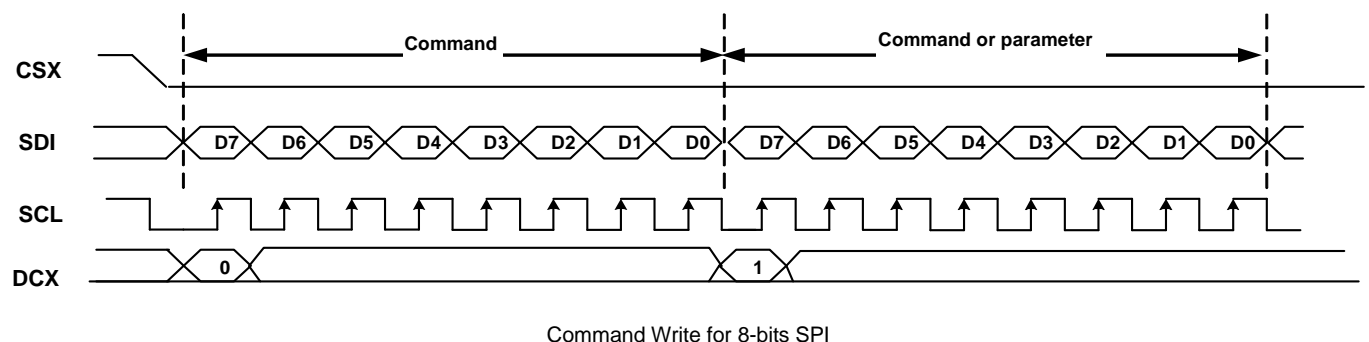 Command Command or parameter
CSX
SDI D7 D6 D5 D4 D3 D2 D1 D0 D7 D6 D5 D4 D3 D2 D1 D0
SCL
DCX 0 1
Command Write for 8-bits SPI